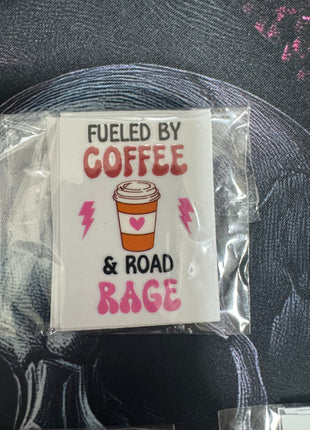 FUELED BY
COFFEE
& ROAD
RAGE